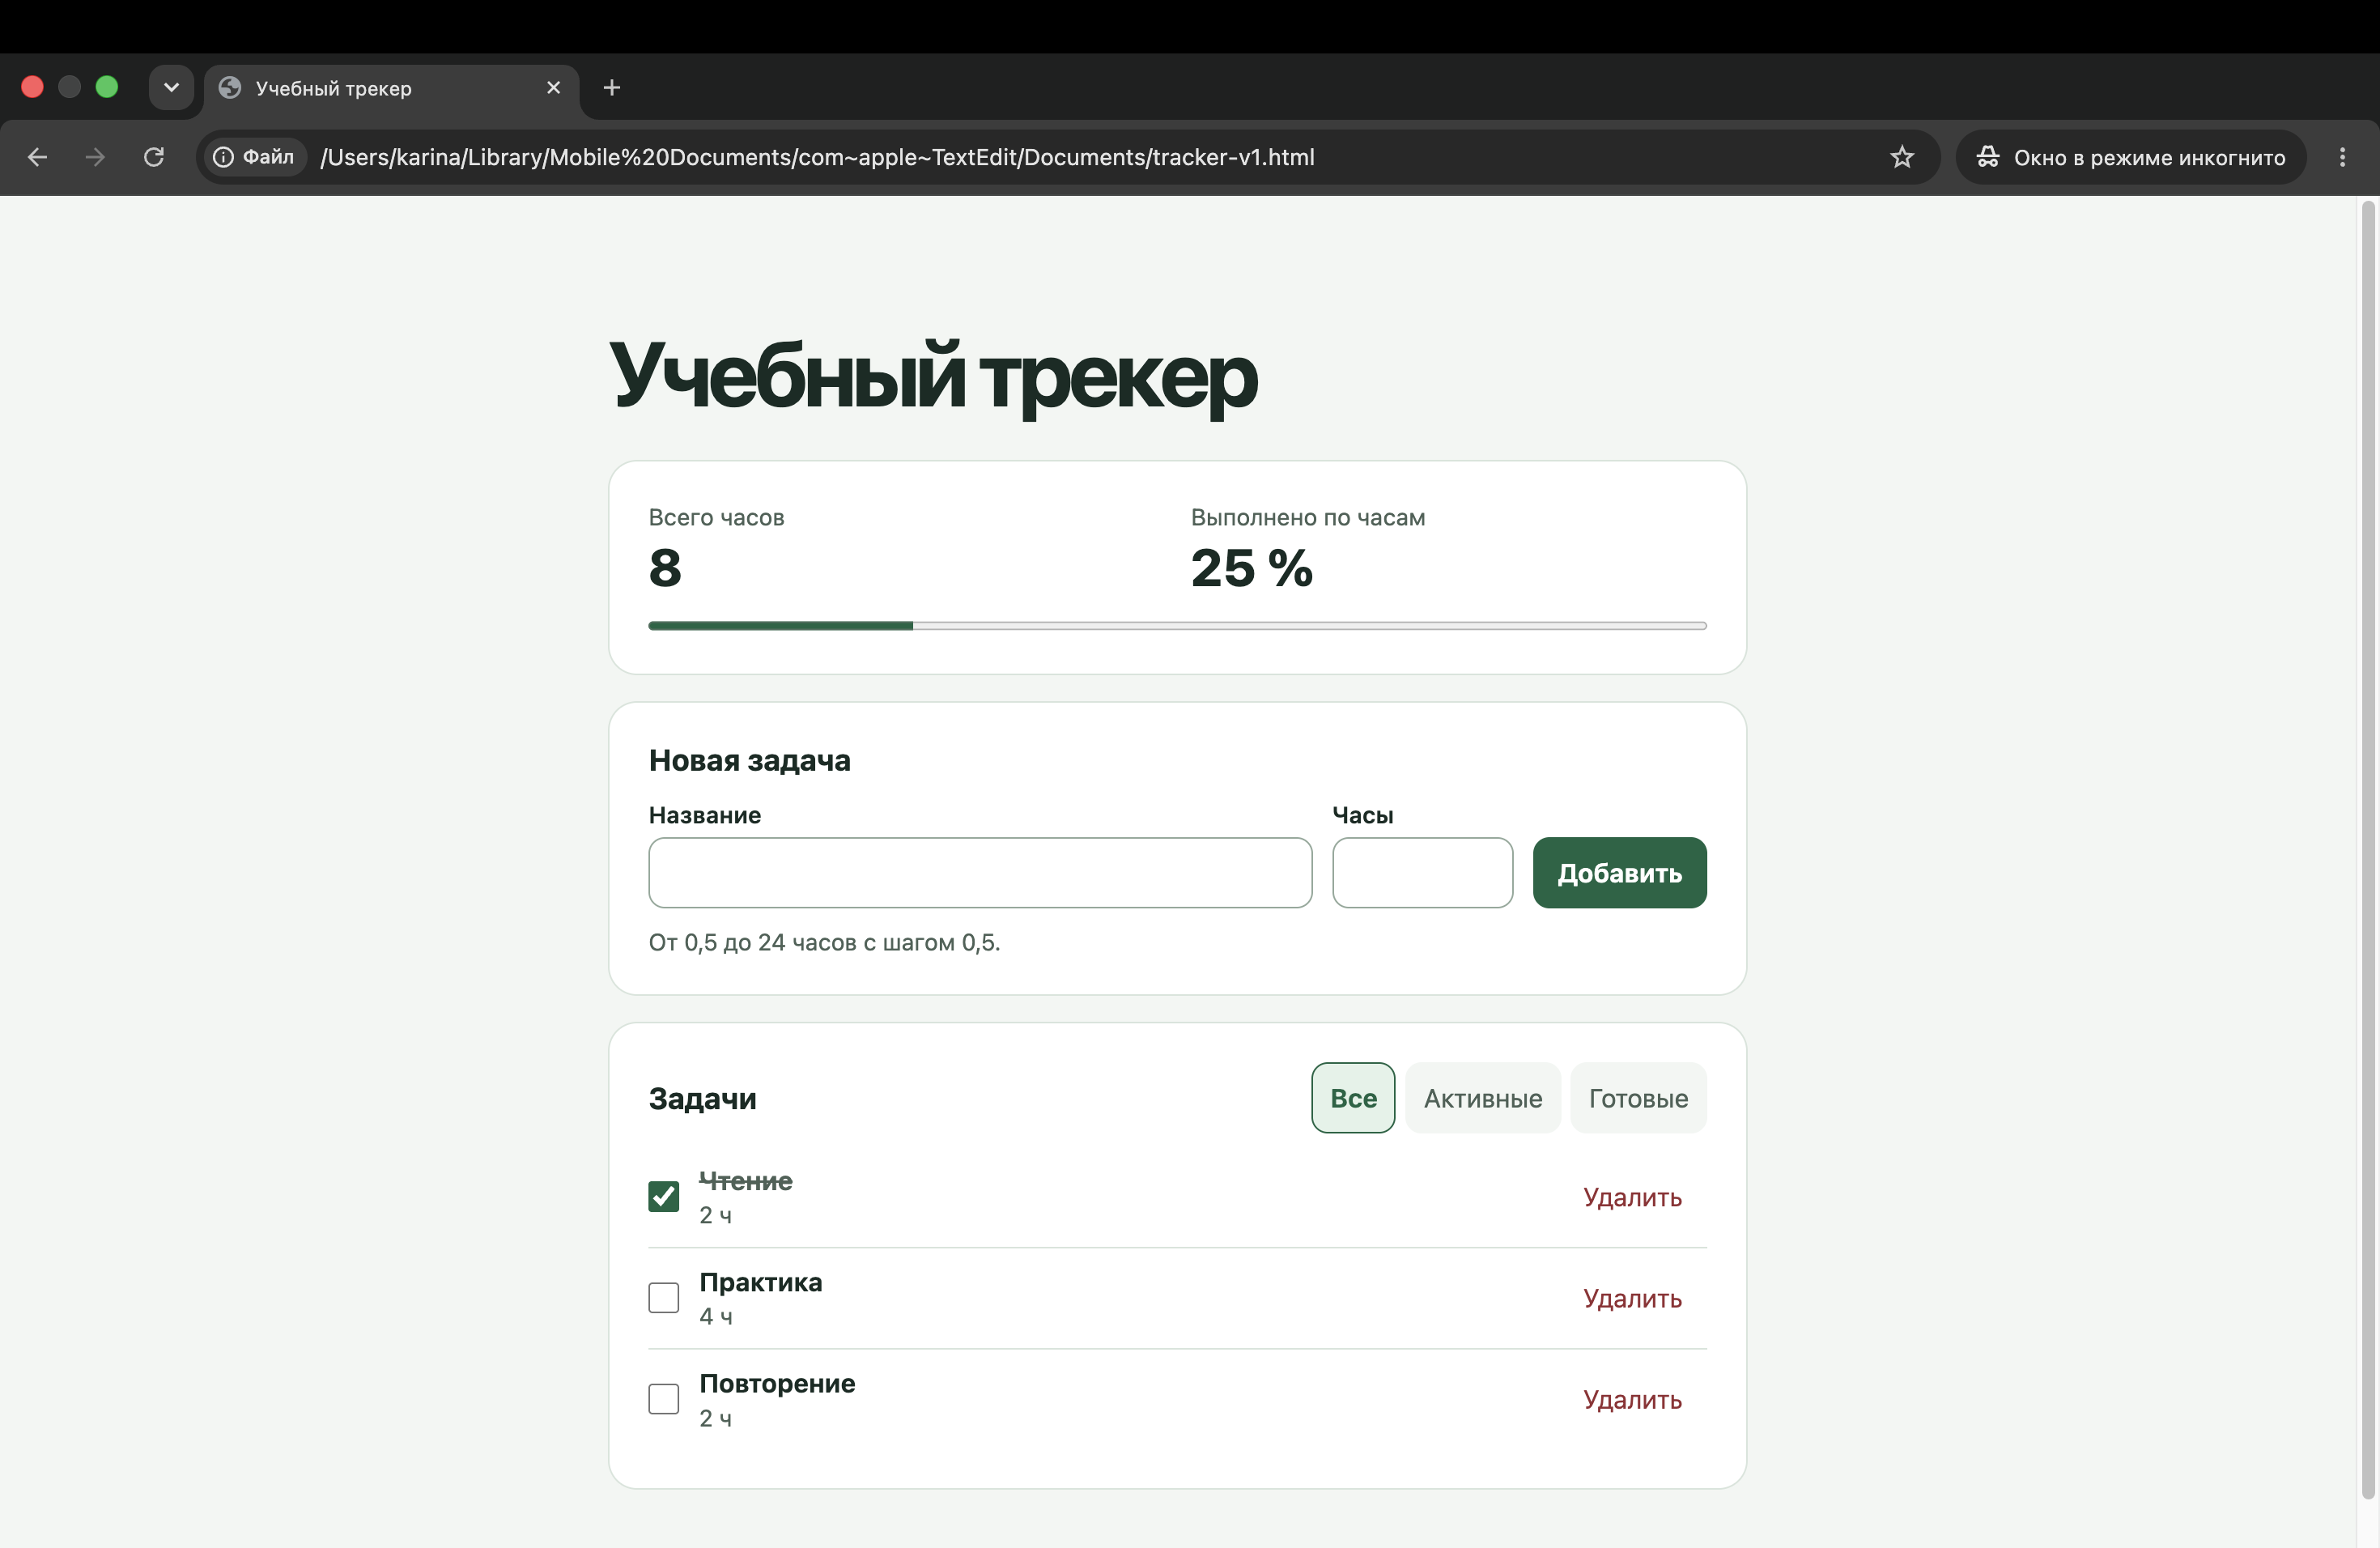 Учебный трекер
Файл /Users/karina/Library/Mobile%20Documents/com~apple~TextEdit/Documents/tracker-v1.html Окно в режиме инкогнито
Учебный трекер
Всего часов Выполнено по часам
8 25 %
Новая задача
Название Часы
Добавить
От 0,5 до 24 часов с шагом 0,5.
Задачи Все Активные Готовые
Чтение
2 ч
Удалить
Практика
4 ч
Удалить
Повторение
2 ч
Удалить